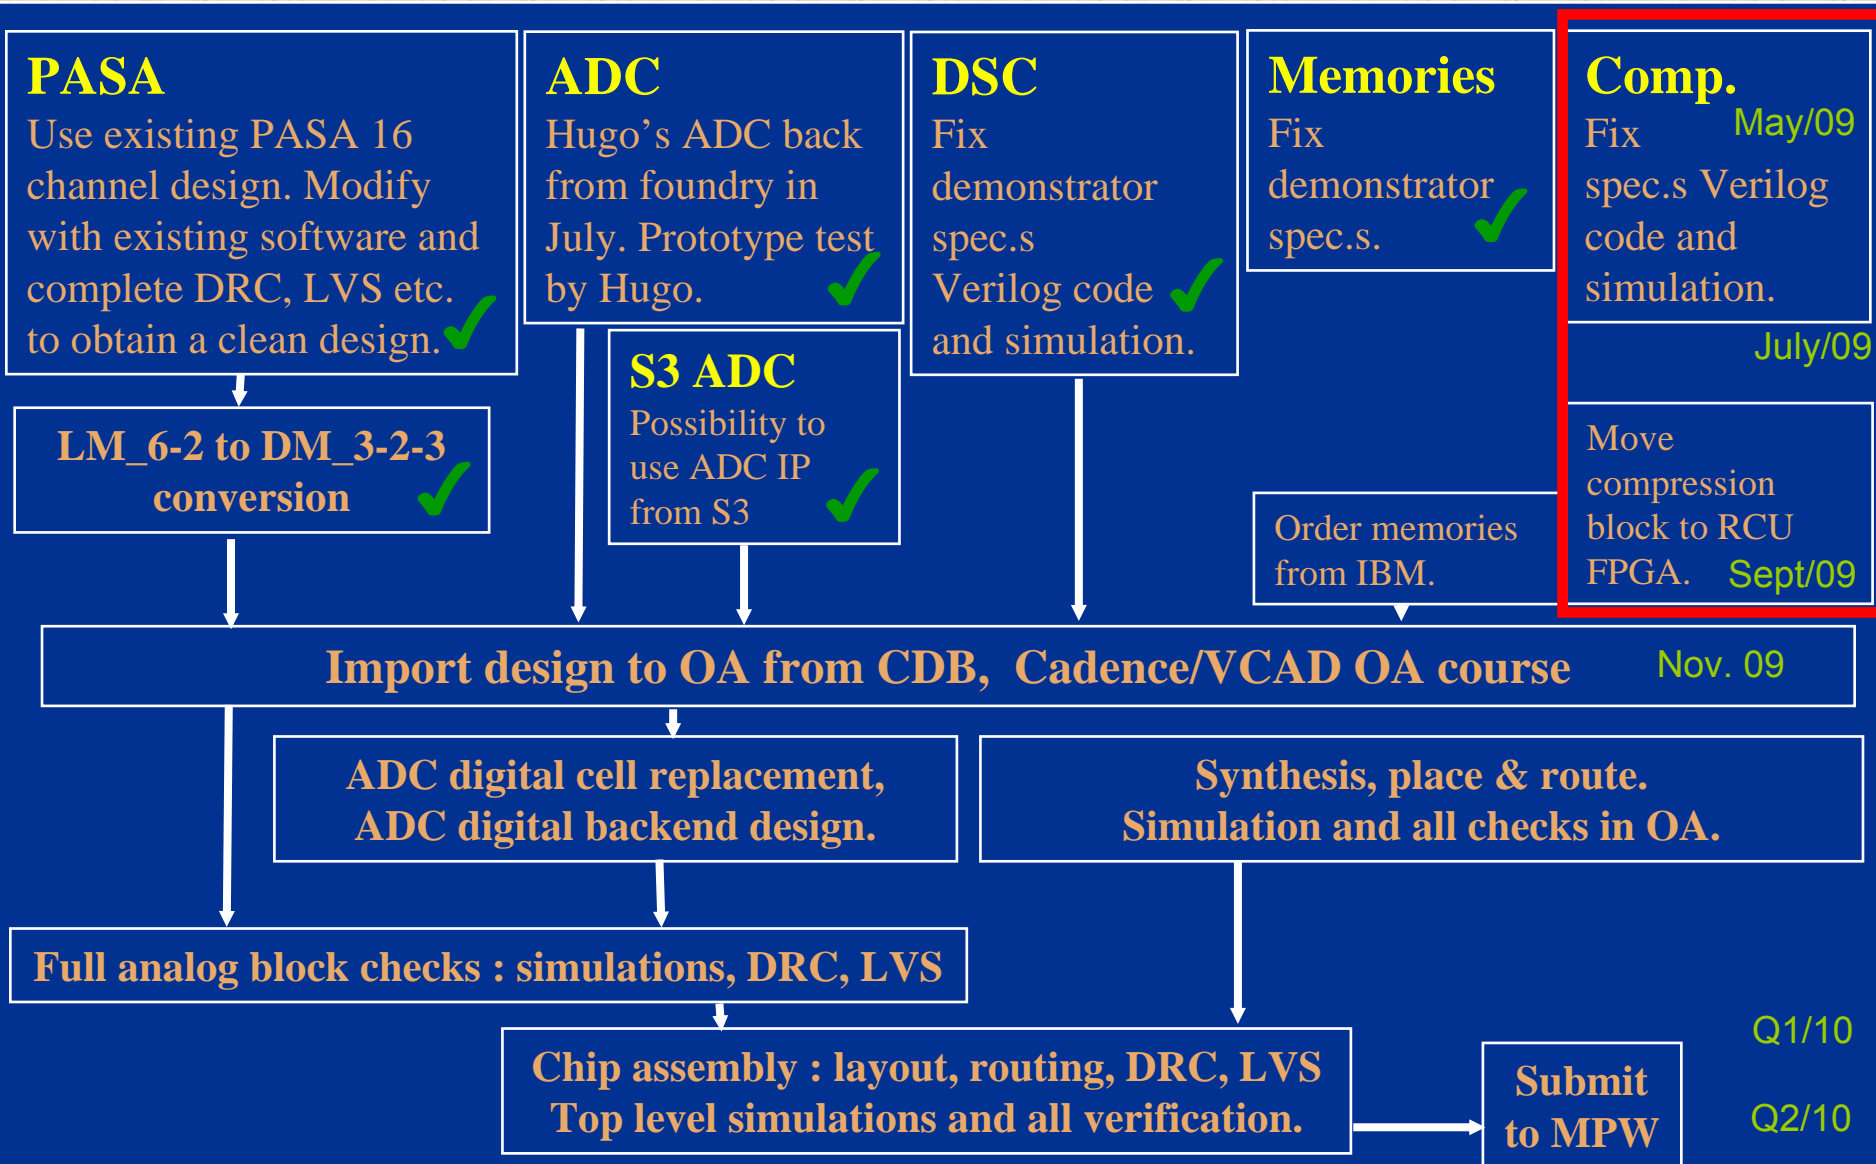 PASA
Use existing PASA 16
channel design. Modify
with existing software and
complete DRC, LVS etc.
to obtain a clean design.
ADC
Hugo’s ADC back
from foundry in
July. Prototype test
by Hugo.
DSC
Fix
demonstrator
spec.s
Verilog code
and simulation.
Memories
Fix
demonstrator
spec.s.
Comp.
May/09
Fix
spec.s Verilog
code and
simulation.
July/09
S3 ADC
Possibility to
use ADC IP
from S3
LM_6-2 to DM_3-2-3
conversion
Order memories
from IBM.
Move
compression
block to RCU
FPGA.
Sept/09
Import design to OA from CDB, Cadence/VCAD OA course
Nov. 09
ADC digital cell replacement,
ADC digital backend design.
Synthesis, place & route.
Simulation and all checks in OA.
Full analog block checks : simulations, DRC, LVS
Chip assembly : layout, routing, DRC, LVS
Top level simulations and all verification.
Submit
to MPW
Q1/10
Q2/10